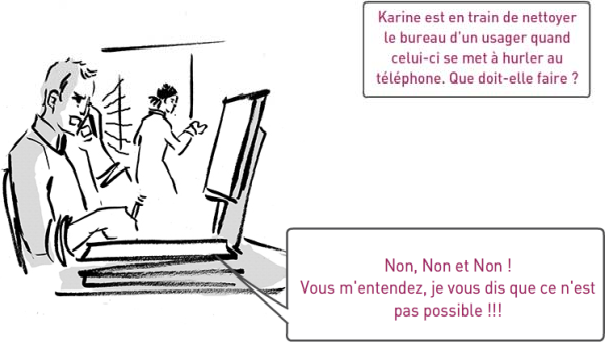 Karine est en train de nettoyer
le bureau d'un usager quand
celui-ci se met à hurler au
téléphone. Que doit-elle faire ?
Non, Non et Non !
Vous m'entendez, je vous dis que ce n'est
pas possible !!!